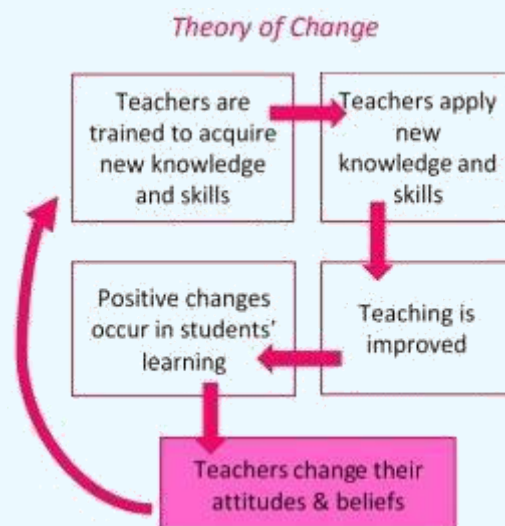 Theory of Change
Teachers are
trained to acquire
new knowledge
and skills
Teachers apply
new
knowledge and
skills
Teaching is
improved
Positive changes
occur in students'
learning
Teachers change their
attitudes & beliefs